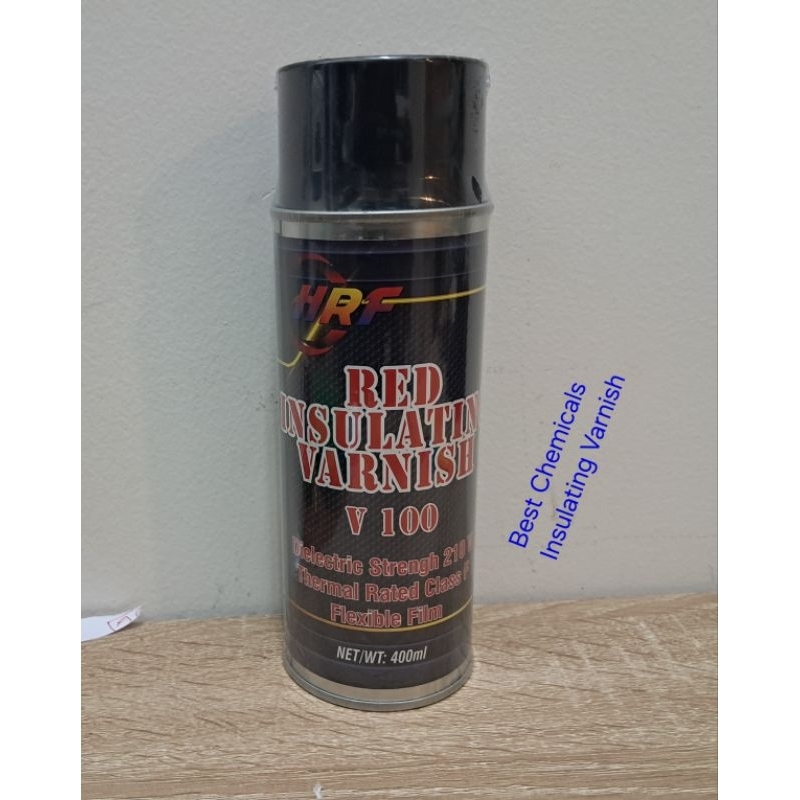 HRF
RED
INSULATIN
VARNISH
V 100
Dielectric Strengh 210
Thermal Rated Class F
Flexible Film
NET/WT: 400ml
Best Chemicals
Insulating Varnish